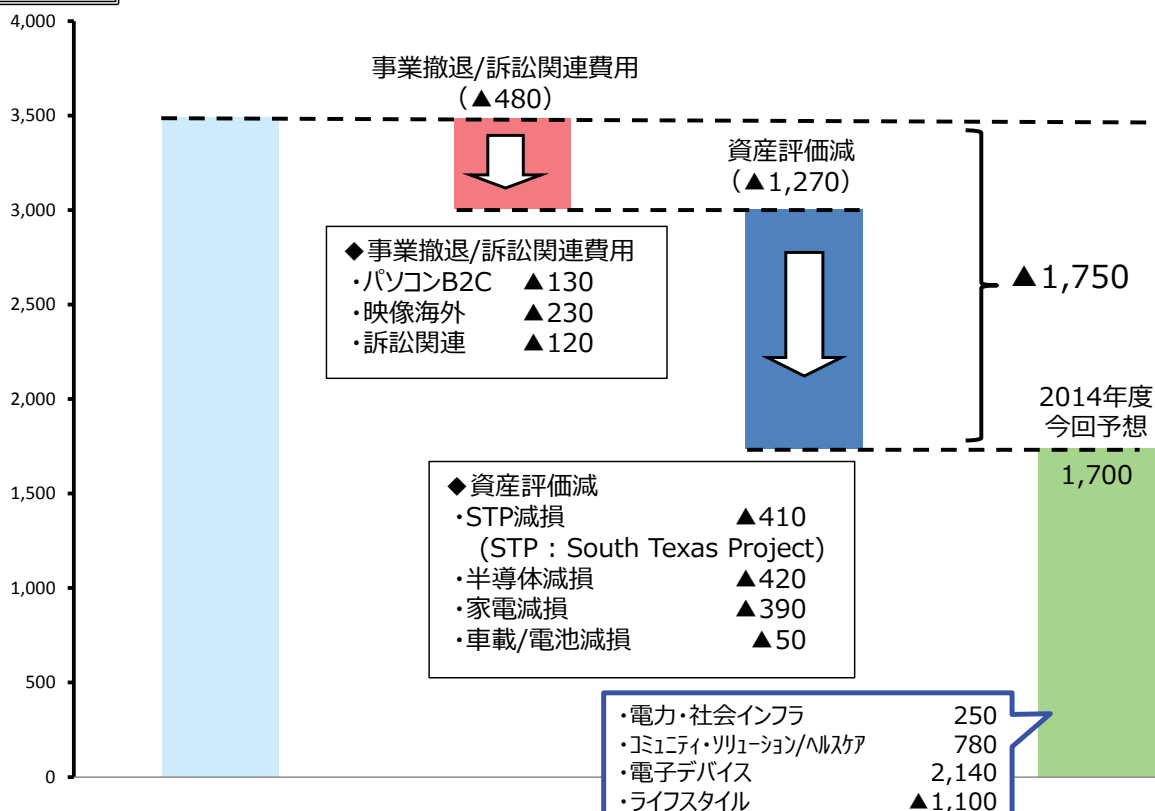 4,000
3,500
3,000
2,500
2,000
1,500
1,000
500
0
事業撤退/訴訟関連費用
(▲480)
資産評価減
(▲1,270)
◆事業撤退/訴訟関連費用
・パソコンB2C ▲130
・映像海外 ▲230
・訴訟関連 ▲120
▲1,750
2014年度
今回予想
1,700
◆資産評価減
・STP減損 ▲410
(STP : South Texas Project)
・半導体減損 ▲420
・家電減損 ▲390
・車載/電池減損 ▲50
・電力・社会インフラ 250
・コミュニティ・ソリューション/ヘルスケア 780
・電子デバイス 2,140
・ライフスタイル ▲1,100